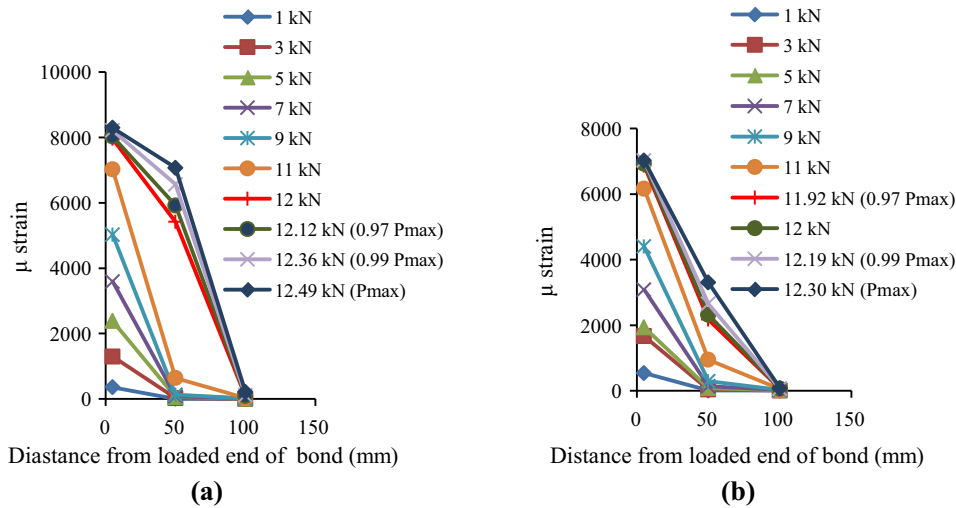 1 kN
3 kN
5 kN
7 kN
9 kN
11 kN
12 kN
12.12 kN (0.97 Pmax)
12.36 kN (0.99 Pmax)
12.49 kN (Pmax)
10000
8000
6000
4000
2000
0
0 50 100 150
μ strain
Diastance from loaded end of bond (mm)
(a)
1 kN
3 kN
5 kN
7 kN
9 kN
11 kN
11.92 kN (0.97 Pmax)
12 kN
12.19 kN (0.99 Pmax)
12.30 kN (Pmax)
8000
6000
4000
2000
0
0 50 100 150
μ strain
Distance from loaded end of bond (mm)
(b)